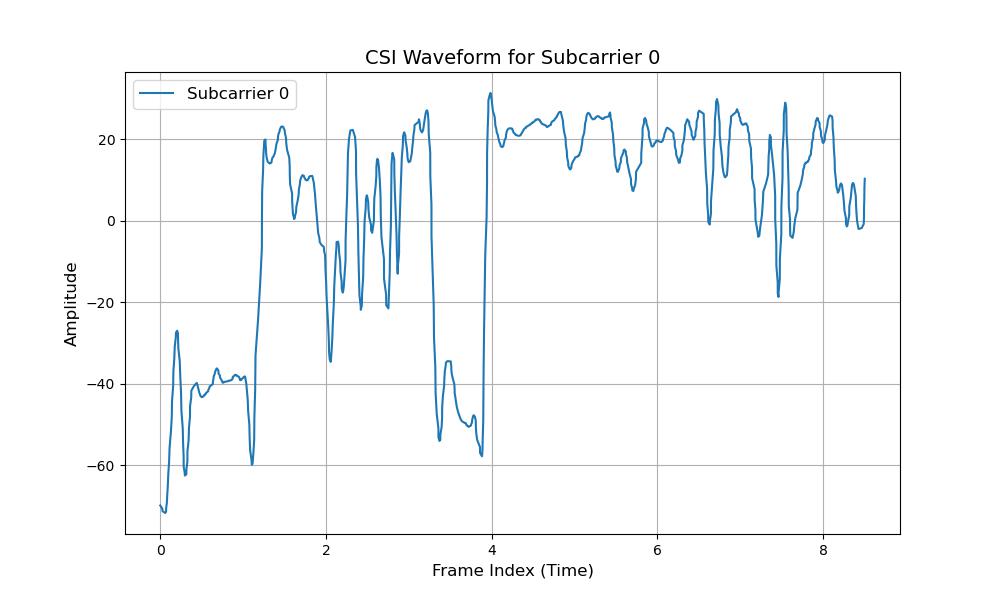 CSI Waveform for Subcarrier 0
Subcarrier 0
Amplitude
20
0
−20
−40
−60
0 2 4 6 8
Frame Index (Time)